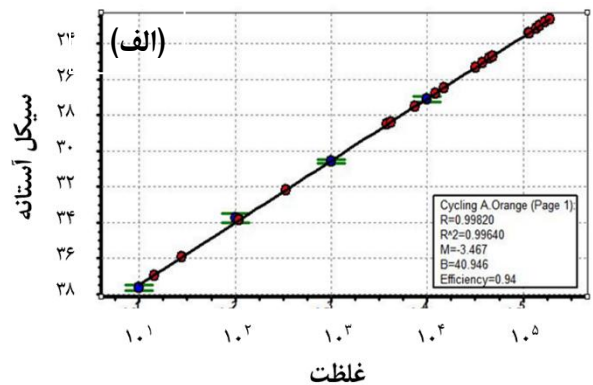 (الف)
۲۴
۲۶
۲۸
۳۰
۳۲
۳۴
۳۶
۳۸
سیکل آستانه
Cycling A.Orange (Page 1):
R=0.99820
R^2=0.99640
M=-3.467
B=40.946
Efficiency=0.94
۱۰۱ ۱۰۲ ۱۰۳ ۱۰۴ ۱۰۵
غلظت